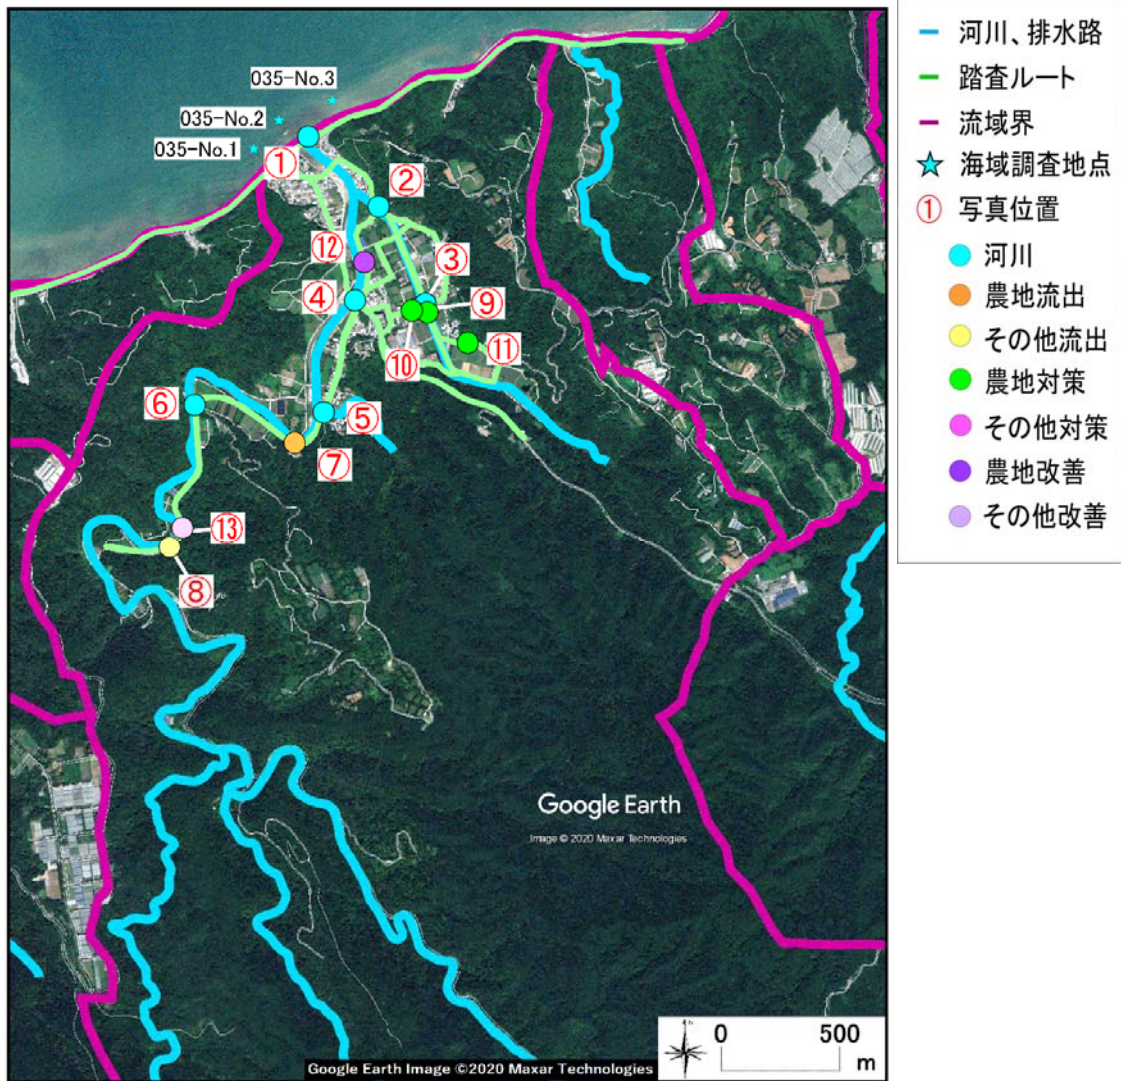 035-No.3
035-No.2
035-No.1
①
②
⑫
③
④
⑨
⑩
⑪
⑥
⑤
⑦
⑬
⑧
Google Earth
Image © 2020 Maxar Technologies
Google Earth Image ©2020 Maxar Technologies
0 500
m
河川、排水路
踏査ルート
流域界
海域調査地点
① 写真位置
河川
農地流出
その他流出
農地対策
その他対策
農地改善
その他改善